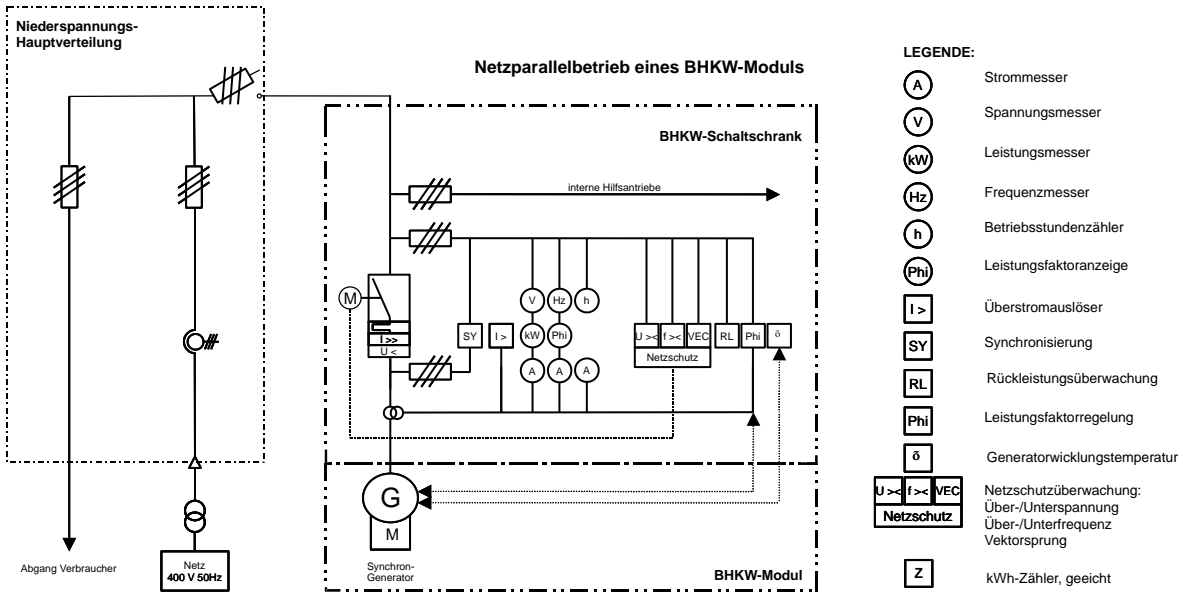 Niederspannungs-
Hauptverteilung
Netzparallelbetrieb eines BHKW-Moduls
BHKW-Schaltschrank
interne Hilfsantriebe
M
I >>
U <
SY
I >
V
Hz
h
kW
Phi
A
A
A
U ><
f ><
VEC
Netzschutz
RL
Phi
õ
G
M
Synchron-
Generator
BHKW-Modul
Abgang Verbraucher
Netz
400 V 50Hz
LEGENDE:
A Strommesser
V Spannungsmesser
kW Leistungsmesser
Hz Frequenzmesser
h Betriebsstundenzähler
Phi Leistungsfaktoranzeige
I > Überstromauslöser
SY Synchronisierung
RL Rückleistungsüberwachung
Phi Leistungsfaktorregelung
õ Generatorwicklungstemperatur
U >< f >< VEC Netzschutzüberwachung:
Über-/Unterspannung
Netzschutz Über-/Unterfrequenz
Vektorsprung
Z kWh-Zähler, geeicht